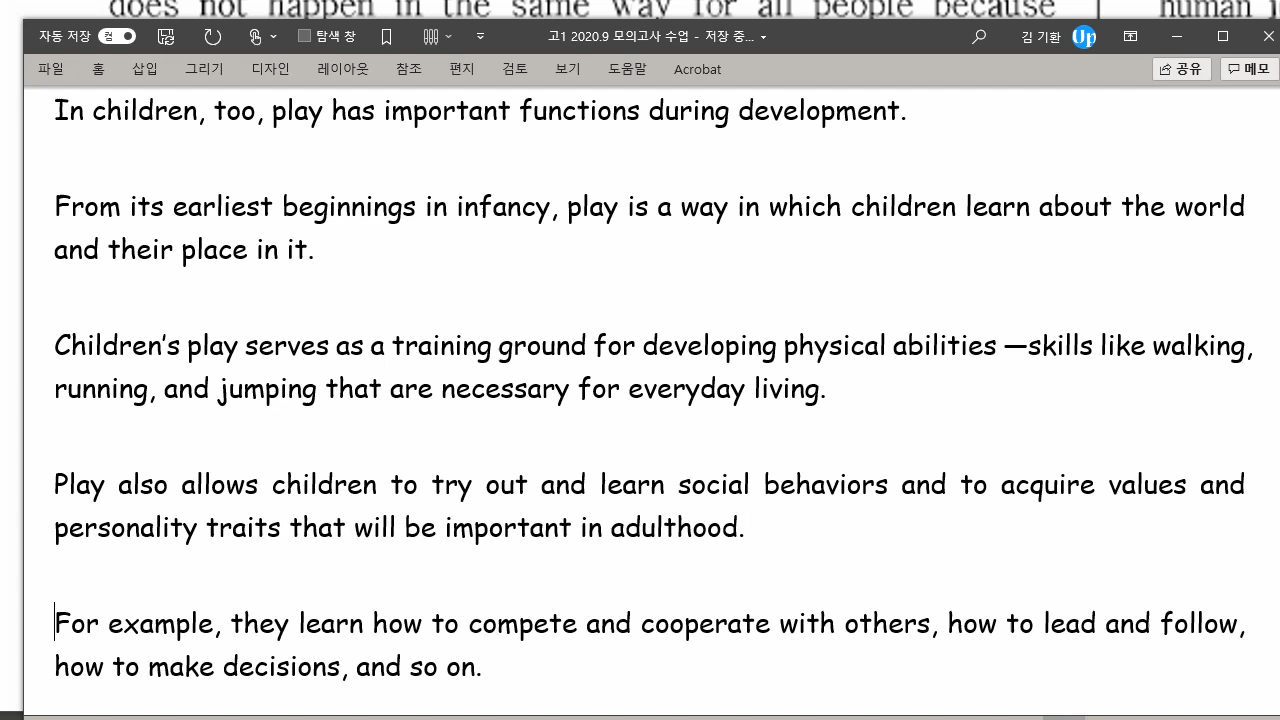 does not happen in the same way for all people because
human
자동 저장 컴 탐색 창 고1 2020.9 모의고사 수업 - 저장 중... 김 기환 Up
파일 홈 삽입 그리기 디자인 레이아웃 참조 편지 검토 보기 도움말 Acrobat 공유 메모
In children, too, play has important functions during development.
From its earliest beginnings in infancy, play is a way in which children learn about the world
and their place in it.
Children’s play serves as a training ground for developing physical abilities —skills like walking,
running, and jumping that are necessary for everyday living.
Play also allows children to try out and learn social behaviors and to acquire values and
personality traits that will be important in adulthood.
For example, they learn how to compete and cooperate with others, how to lead and follow,
how to make decisions, and so on.